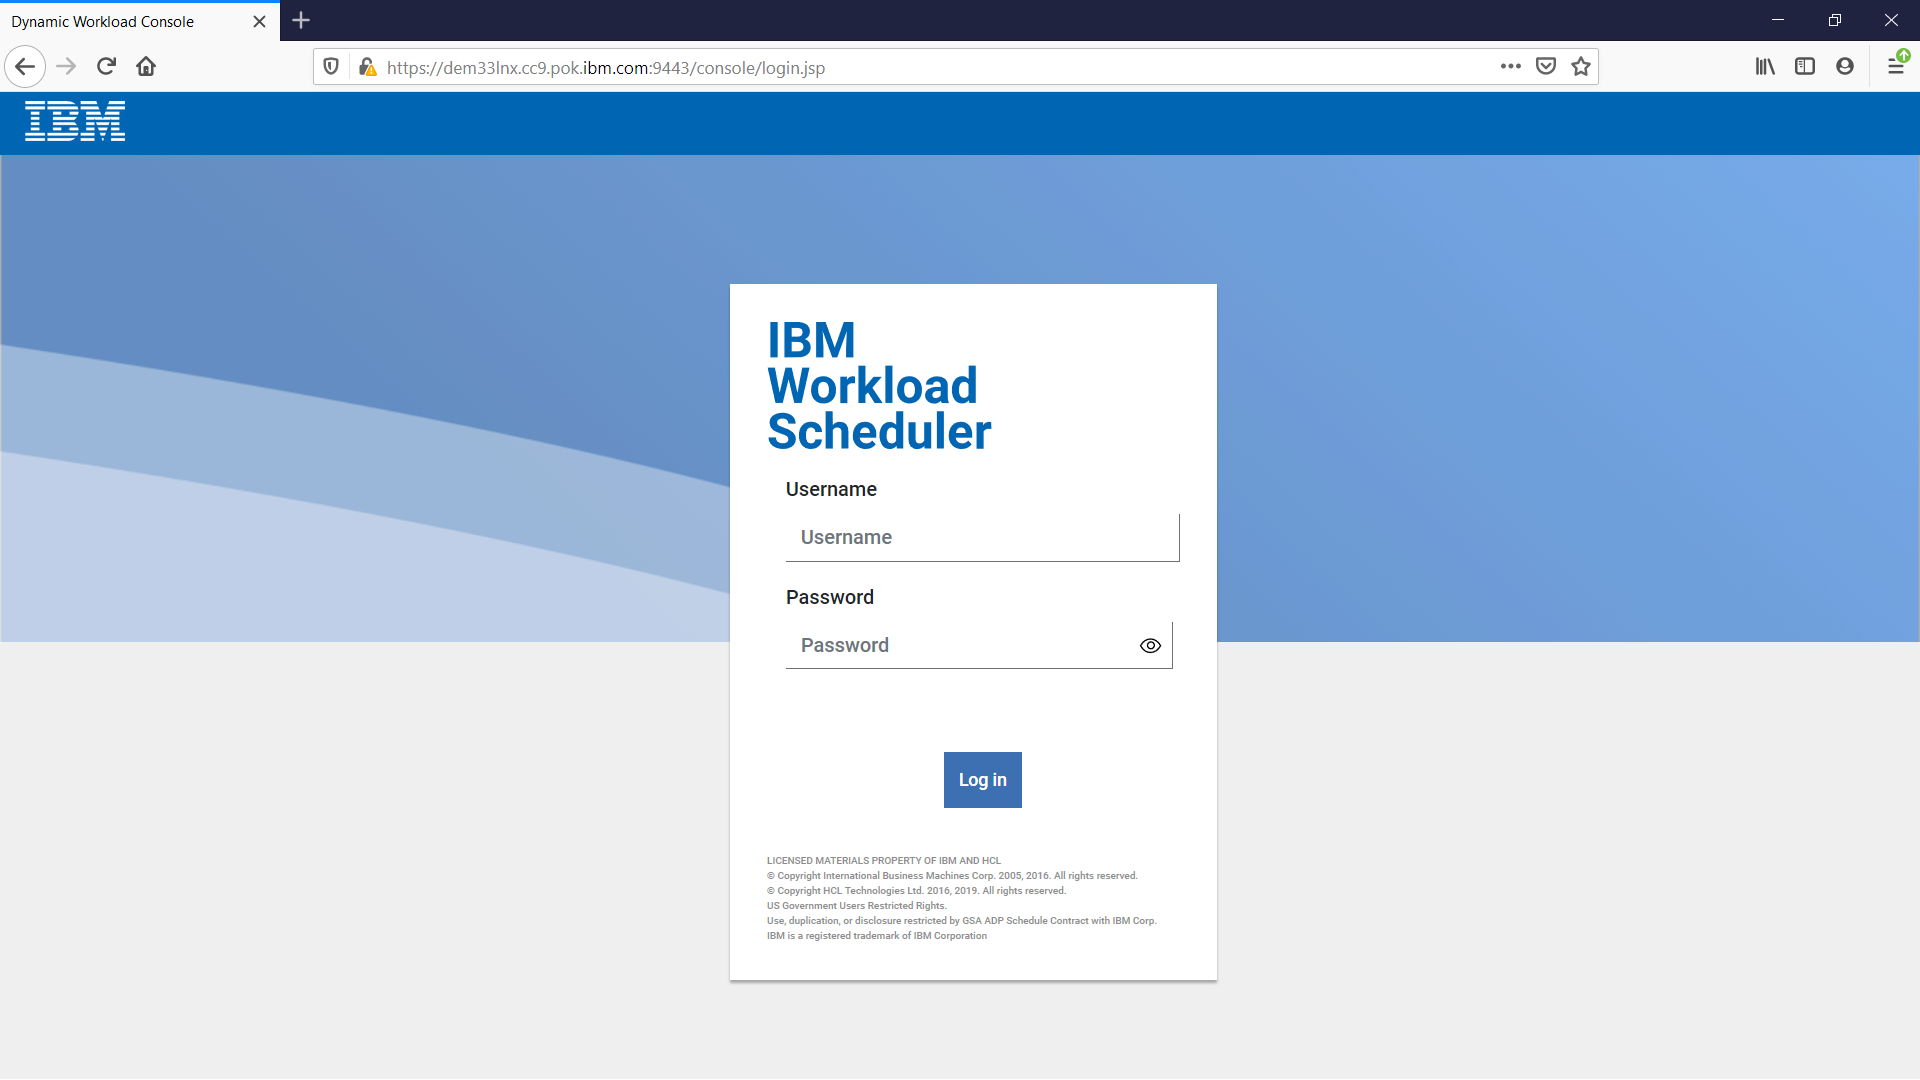 Dynamic Workload Console
https://dem33lnx.cc9.pok.ibm.com:9443/console/login.jsp
IBM
IBM
Workload
Scheduler
Username
Username
Password
Password
Log in
LICENSED MATERIALS PROPERTY OF IBM AND HCL
© Copyright International Business Machines Corp. 2005, 2016. All rights reserved.
© Copyright HCL Technologies Ltd. 2016, 2019. All rights reserved.
US Government Users Restricted Rights.
Use, duplication, or disclosure restricted by GSA ADP Schedule Contract with IBM Corp.
IBM is a registered trademark of IBM Corporation